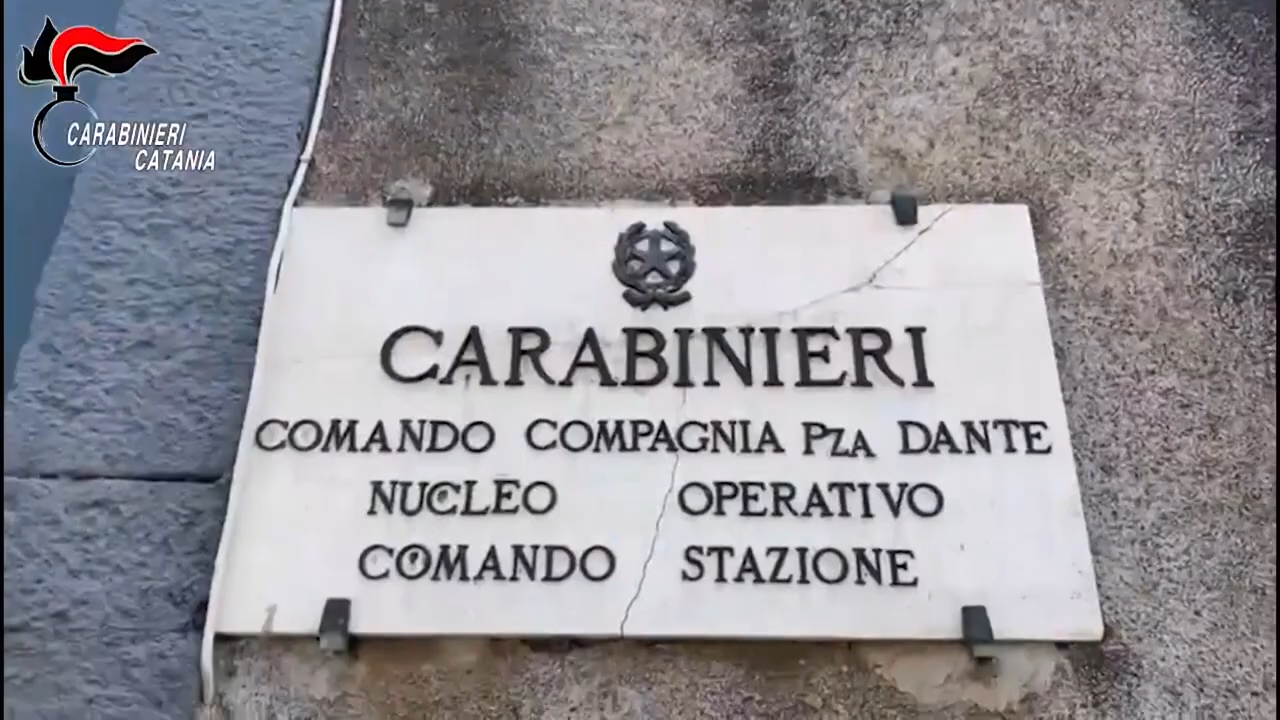 CARABINIERI
CATANIA
CARABINIERI
COMANDO COMPAGNIA PZA DANTE
NUCLEO OPERATIVO
COMANDO STAZIONE